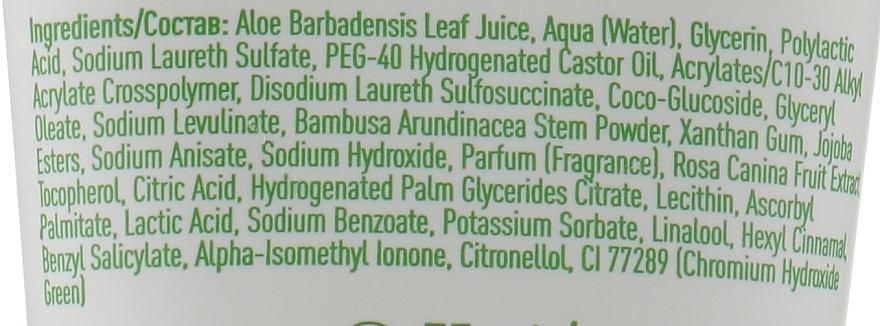 Ingredients/Состав: Aloe Barbadensis Leaf Juice, Aqua (Water), Glycerin, Polylactic
Acid, Sodium Laureth Sulfate, PEG-40 Hydrogenated Castor Oil, Acrylates/C10-30 Alkyl
Acrylate Crosspolymer, Disodium Laureth Sulfosuccinate, Coco-Glucoside, Glyceryl
Oleate, Sodium Levulinate, Bambusa Arundinacea Stem Powder, Xanthan Gum, Jojoba
Esters, Sodium Anisate, Sodium Hydroxide, Parfum (Fragrance), Rosa Canina Fruit Extract,
Tocopherol, Citric Acid, Hydrogenated Palm Glycerides Citrate, Lecithin, Ascorbyl
Palmitate, Lactic Acid, Sodium Benzoate, Potassium Sorbate, Linalool, Hexyl Cinnamal,
Benzyl Salicylate, Alpha-Isomethyl Ionone, Citronellol, CI 77289 (Chromium Hydroxide
Green)